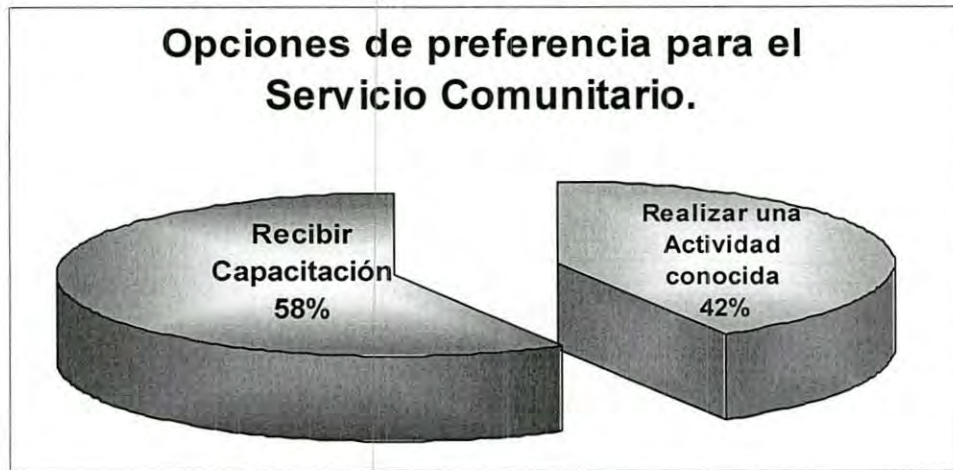 Opciones de preferencia para el
Servicio Comunitario.
Recibir
Capacitación
58%
Realizar una
Actividad
conocida
42%